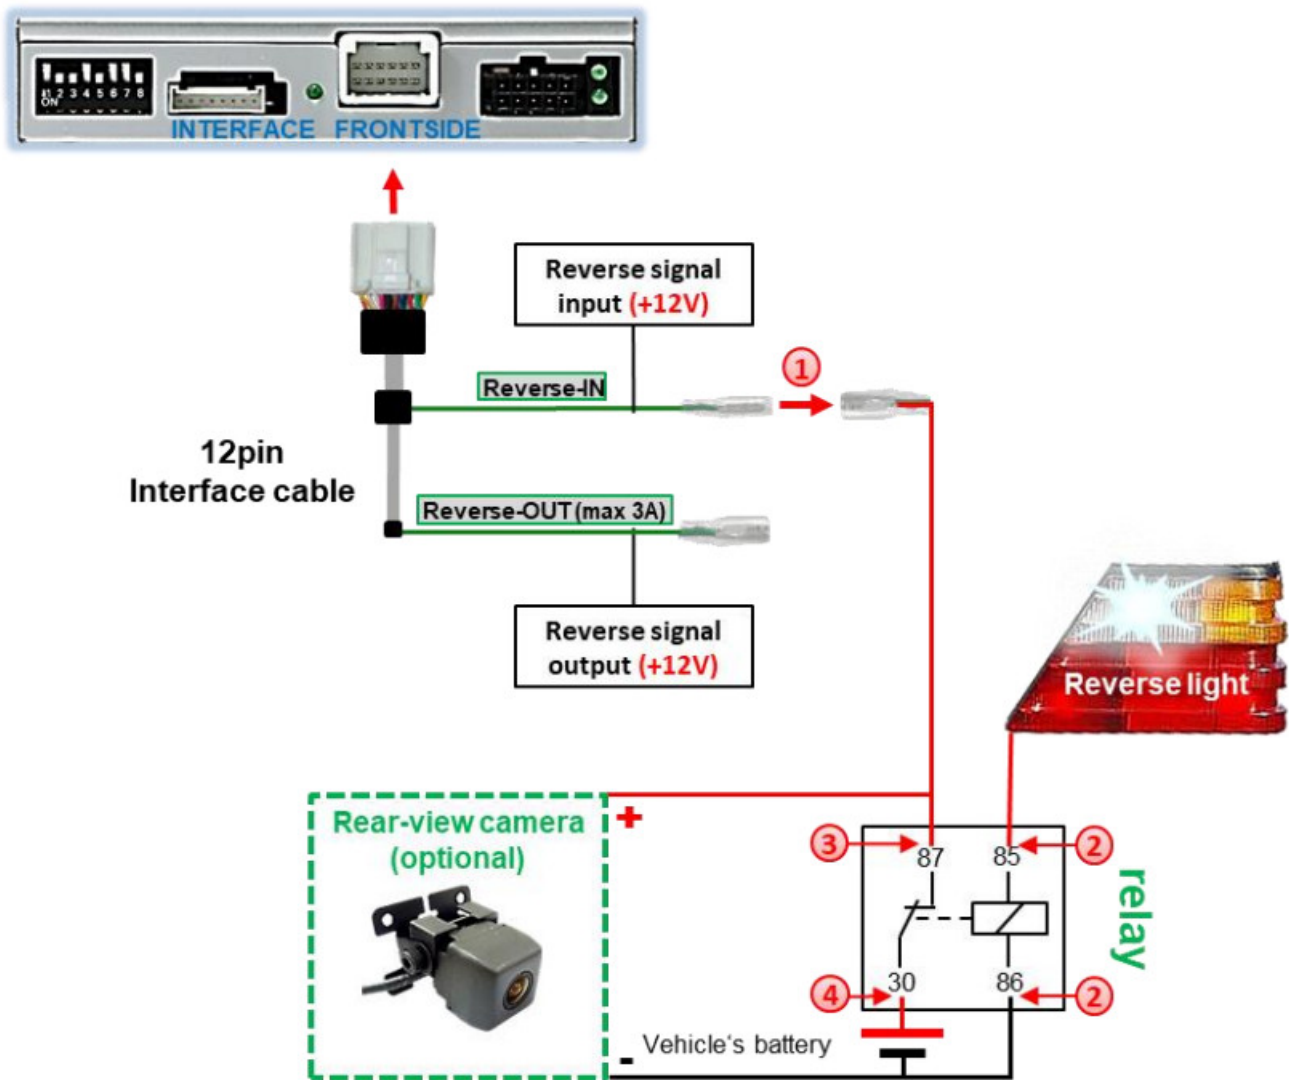 1 2 3 4 5 6 7 8
ON
INTERFACE FRONTSIDE
Reverse signal
input (+12V)
1
Reverse-IN
12pin
Interface cable
Reverse-OUT(max 3A)
Reverse signal
output (+12V)
Reverse light
Rear-view camera
(optional)
+
3
87
85
2
relay
4
30
86
2
-
Vehicle's battery